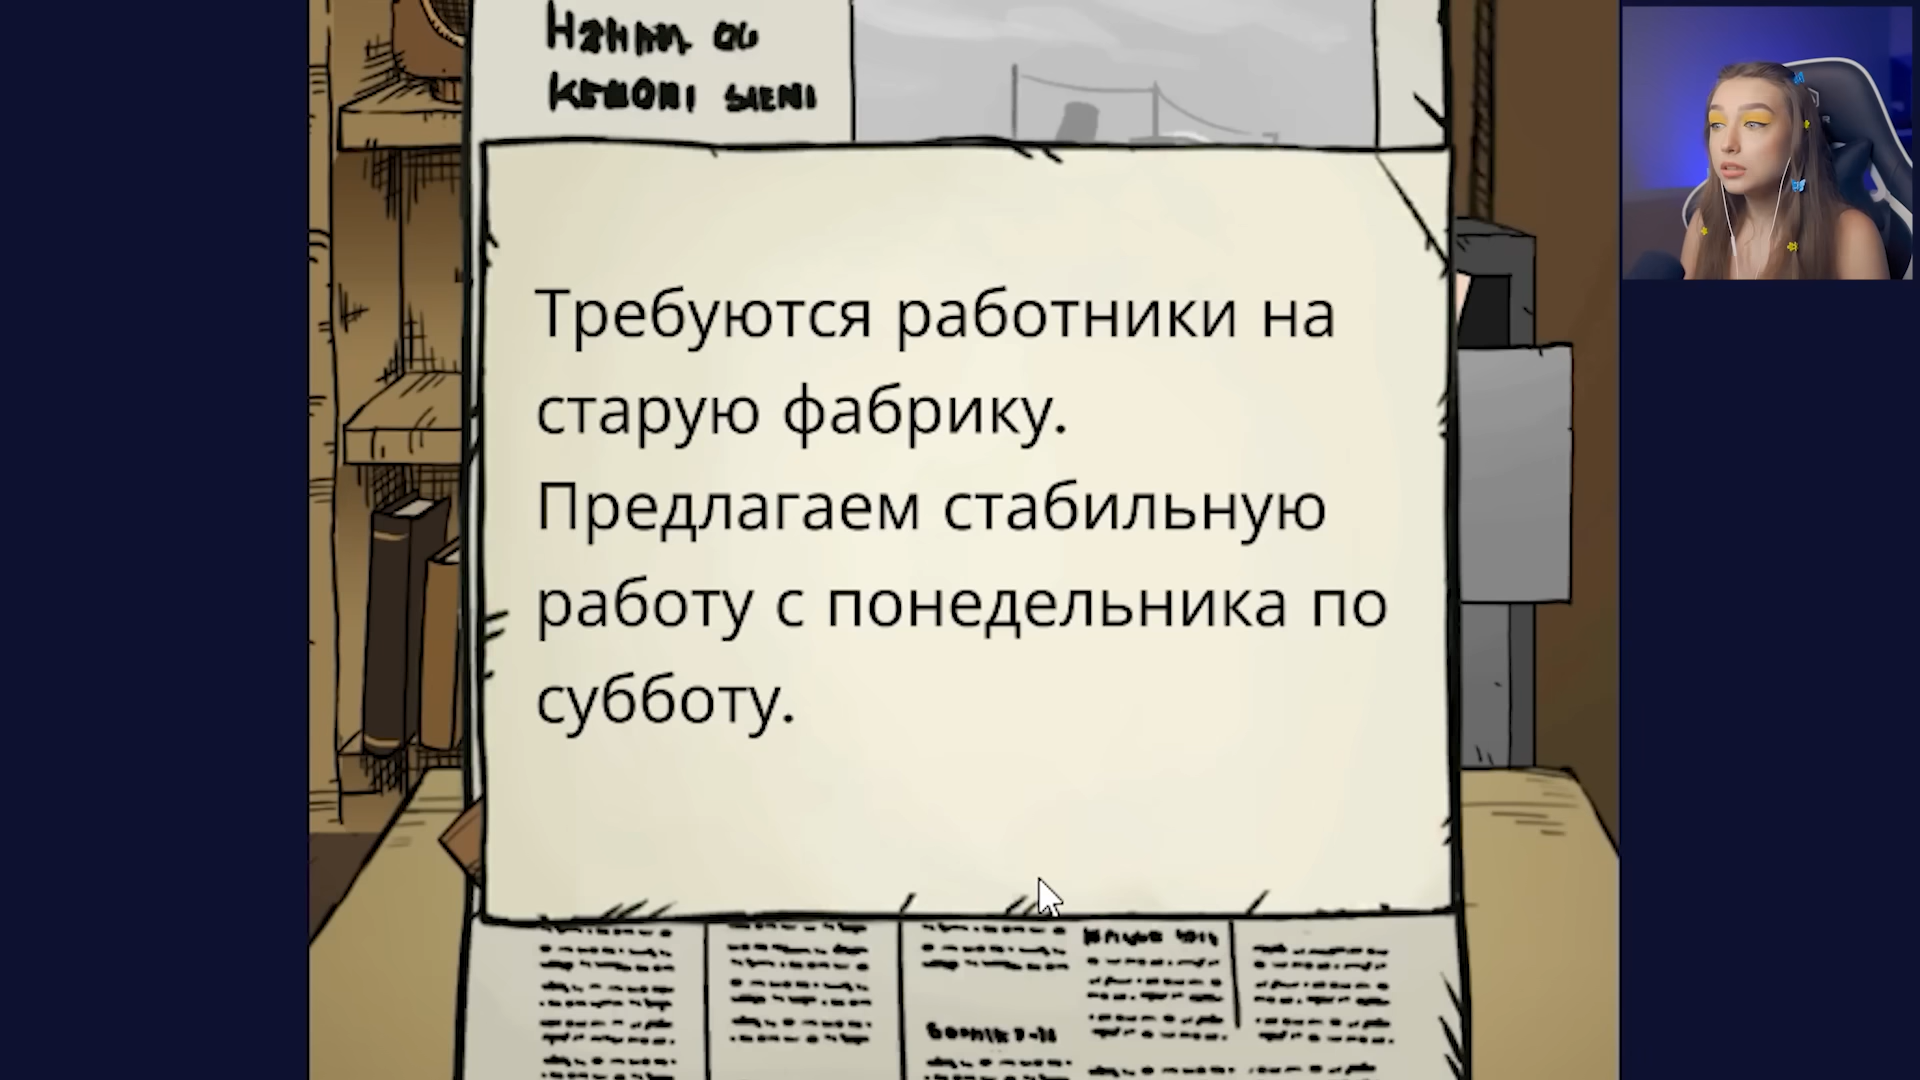 Требуются работники на
старую фабрику.
Предлагаем стабильную
работу с понедельника по
субботу.